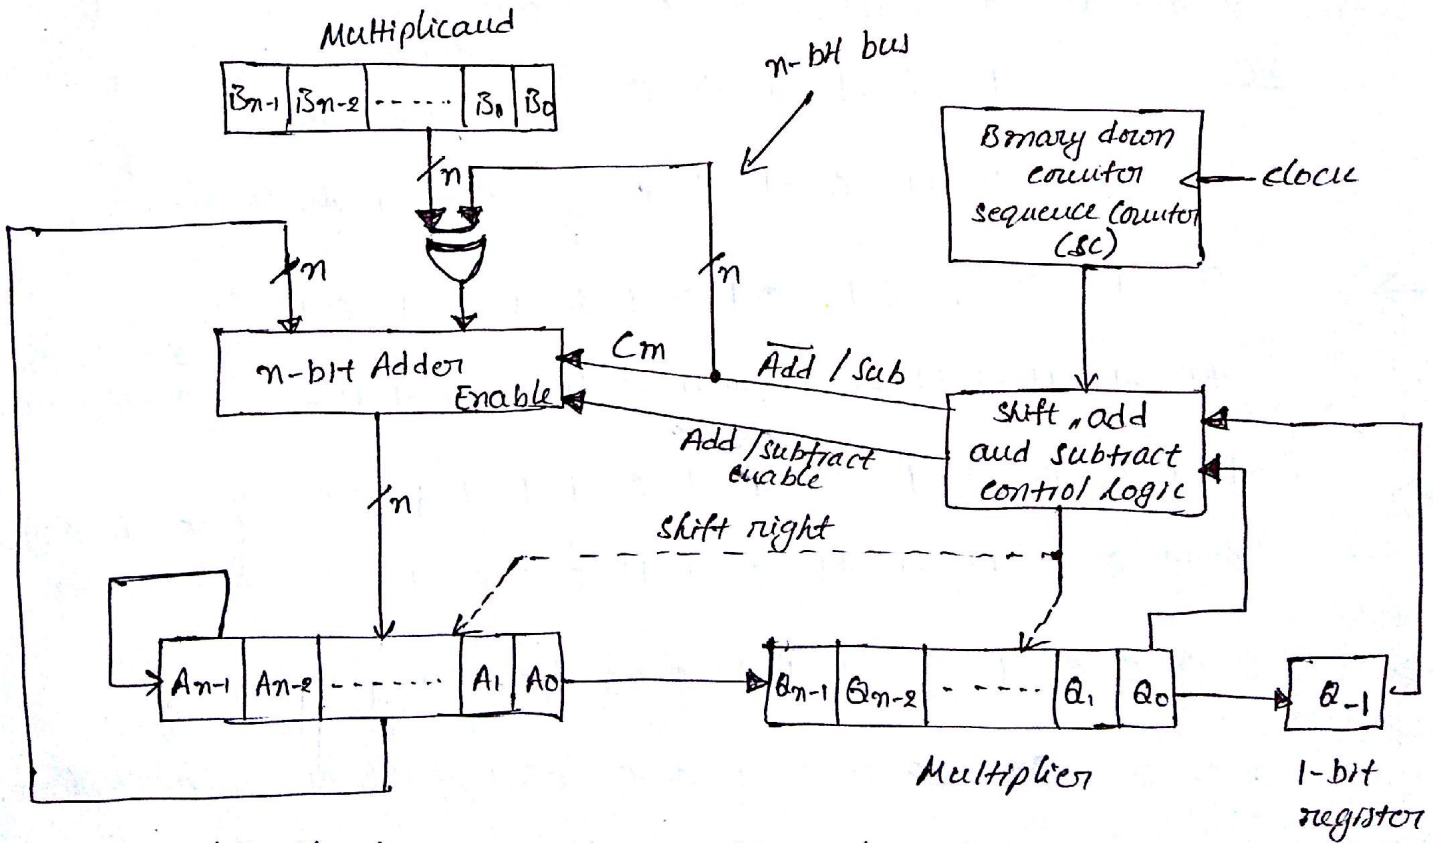 Multiplicand
n-bit bus
Bn-1 Bn-2 ------ B1 B0
Binary down
counter
sequence counter
(SC)
clock
n
n
n
n-bit Adder
Enable
Cin
Add / Sub
Add /subtract
enable
shift, add
and subtract
control logic
n
shift right
An-1 An-2 ------- A1 A0
Qn-1 Qn-2 ------ Q1 Q0
Q-1
Multiplier
1-bit
register